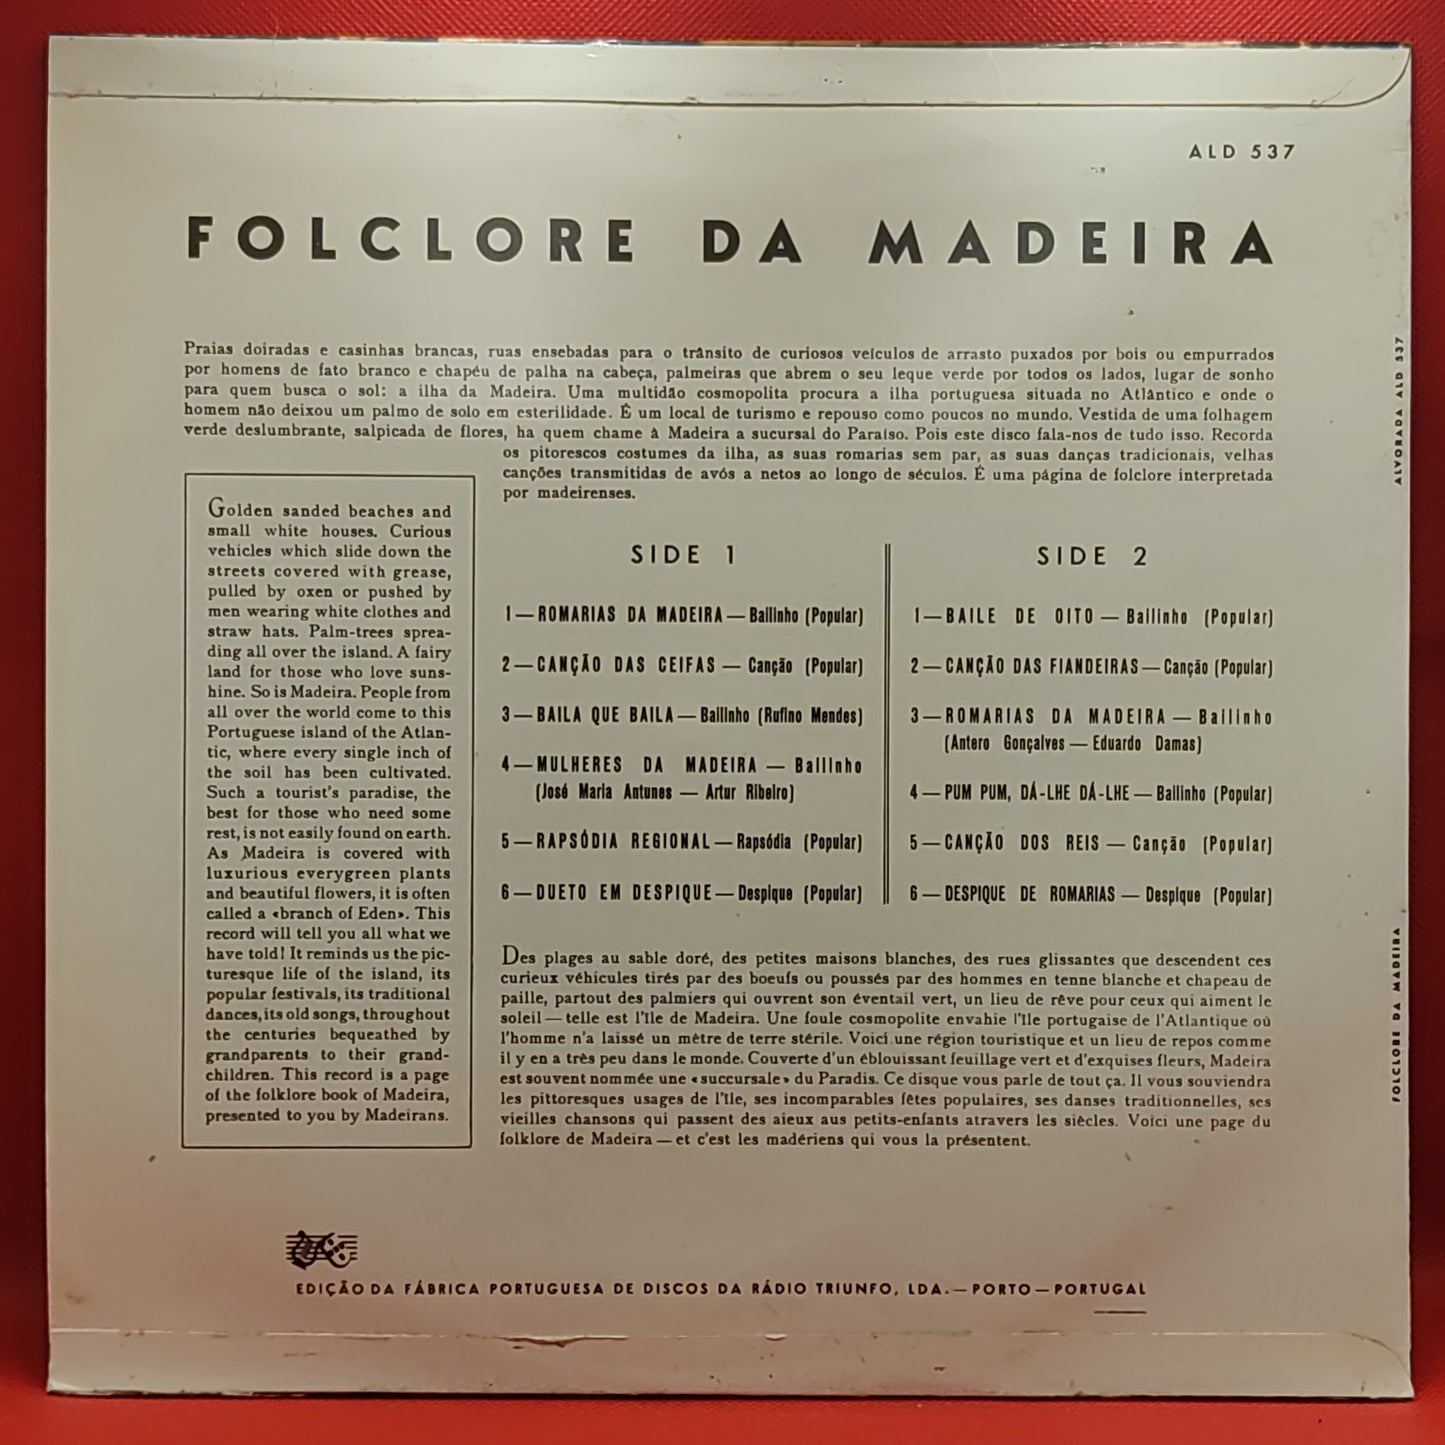 ALD 537
FOLCLORE DA MADEIRA
Praias doiradas e casinhas brancas, ruas ensebadas para o trânsito de curiosos veículos de arrasto puxados por bois ou empurrados
por homens de fato branco e chapéu de palha na cabeça, palmeiras que abrem o seu leque verde por todos os lados, lugar de sonho
para quem busca o sol: a ilha da Madeira. Uma multidão cosmopolita procura a ilha portuguesa situada no Atlântico e onde o
homem não deixou um palmo de solo em esterilidade. É um local de turismo e repouso como poucos no mundo. Vestida de uma folhagem
verde deslumbrante, salpicada de flores, ha quem chame à Madeira a sucursal do Paraíso. Pois este disco fala-nos de tudo isso. Recorda
os pitorescos costumes da ilha, as suas romarias sem par, as suas danças tradicionais, velhas
canções transmitidas de avós a netos ao longo de séculos. É uma página de folclore interpretada
por madeirenses.
Golden sanded beaches and
small white houses. Curious
vehicles which slide down the
streets covered with grease,
pulled by oxen or pushed by
men wearing white clothes and
straw hats. Palm-trees sprea-
ding all over the island. A fairy
land for those who love suns-
hine. So is Madeira. People from
all over the world come to this
Portuguese island of the Atlan-
tic, where every single inch of
the soil has been cultivated.
Such a tourist's paradise, the
best for those who need some
rest, is not easily found on earth.
As Madeira is covered with
luxurious everygreen plants
and beautiful flowers, it is often
called a «branch of Eden». This
record will tell you all what we
have told! It reminds us the pic-
turesque life of the island, its
popular festivals, its traditional
dances, its old songs, throughout
the centuries bequeathed by
grandparents to their grand-
children. This record is a page
of the folklore book of Madeira,
presented to you by Madeirans.
SIDE 1
1—ROMARIAS DA MADEIRA—Bailinho (Popular)
2—CANÇÃO DAS CEIFAS — Canção (Popular)
3—BAILA QUE BAILA—Bailinho (Rufino Mendes)
4—MULHERES DA MADEIRA — Bailinho
(José Maria Antunes — Artur Ribeiro)
5—RAPSÓDIA REGIONAL—Rapsódia (Popular)
6—DUETO EM DESPIQUE—Despique (Popular)
SIDE 2
1—BAILE DE OITO — Bailinho (Popular)
2—CANÇÃO DAS FIANDEIRAS—Canção (Popular)
3—ROMARIAS DA MADEIRA — Bailinho
(Antero Gonçalves — Eduardo Damas)
4—PUM PUM, DÁ-LHE DÁ-LHE—Bailinho (Popular)
5—CANÇÃO DOS REIS — Canção (Popular)
6—DESPIQUE DE ROMARIAS — Despique (Popular)
Des plages au sable doré, des petites maisons blanches, des rues glissantes que descendent ces
curieux véhicules tirés par des boeufs ou poussés par des hommes en tenne blanche et chapeau de
paille, partout des palmiers qui ouvrent son éventail vert, un lieu de rêve pour ceux qui aiment le
soleil—telle est l'île de Madeira. Une foule cosmopolite envahie l'île portugaise de l'Atlantique où
l'homme n'a laissé un mètre de terre stérile. Voici une région touristique et un lieu de repos comme
il y en a très peu dans le monde. Couverte d'un éblouissant feuillage vert et d'exquises fleurs, Madeira
est souvent nommée une «succursale» du Paradis. Ce disque vous parle de tout ça. Il vous souviendra
les pittoresques usages de l'île, ses incomparables fêtes populaires, ses danses traditionnelles, ses
vieilles chansons qui passent des aieux aus petits-enfants atravers les siècles. Voici une page du
folklore de Madeira—et c'est les madériens qui vous la présentent.
EDIÇÃO DA FÁBRICA PORTUGUESA DE DISCOS DA RÁDIO TRIUNFO, LDA.—PORTO—PORTUGAL
ALVORADA ALD 537
FOLCLORE DA MADEIRA